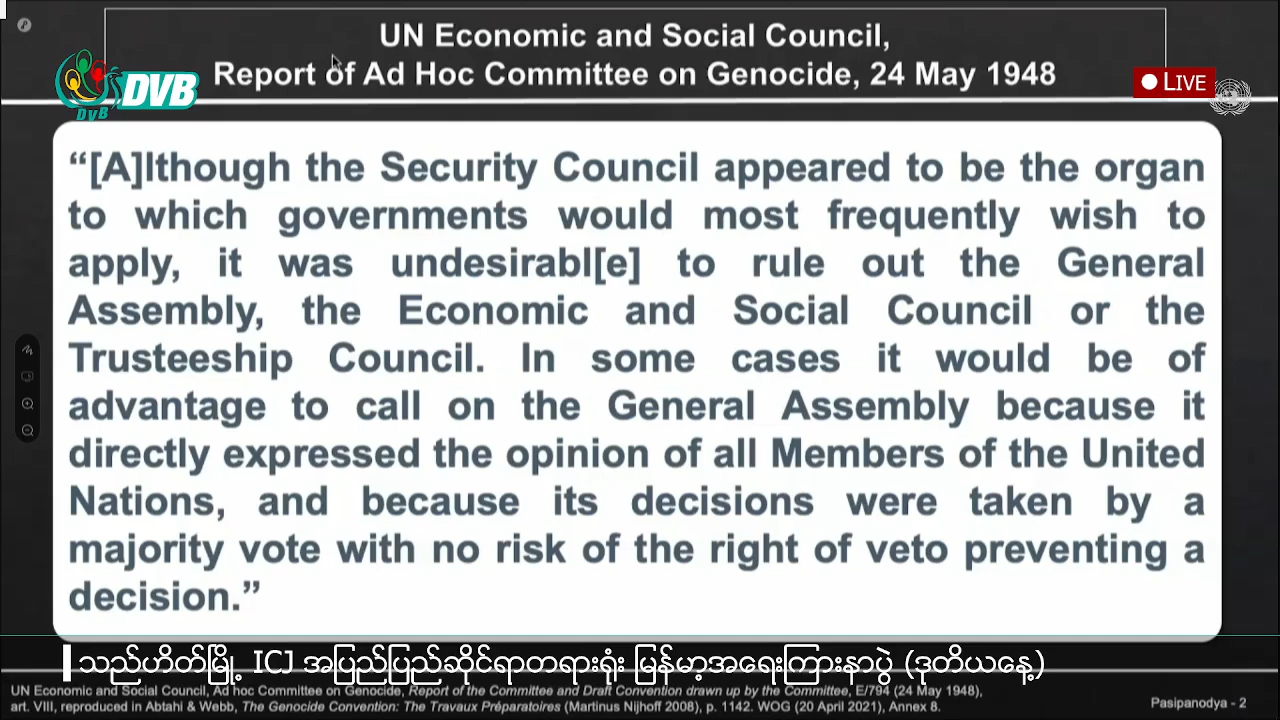 UN Economic and Social Council,
Report of Ad Hoc Committee on Genocide, 24 May 1948
DVB
DVB
LIVE
“[A]lthough the Security Council appeared to be the organ
to which governments would most frequently wish to
apply, it was undesirabl[e] to rule out the General
Assembly, the Economic and Social Council or the
Trusteeship Council. In some cases it would be of
advantage to call on the General Assembly because it
directly expressed the opinion of all Members of the United
Nations, and because its decisions were taken by a
majority vote with no risk of the right of veto preventing a
decision.”
သည်ဟိတ်မြို့ ICJ အပြည်ပြည်ဆိုင်ရာတရားရုံး မြန်မာ့အရေးကြားနာပွဲ (ဒုတိယနေ့)
UN Economic and Social Council, Ad hoc Committee on Genocide, Report of the Committee and Draft Convention drawn up by the Committee, E/794 (24 May 1948),
art. VIII, reproduced in Abtahi & Webb, The Genocide Convention: The Travaux Préparatoires (Martinus Nijhoff 2008), p. 1142. WOG (20 April 2021), Annex 8.
Pasipanodya - 2